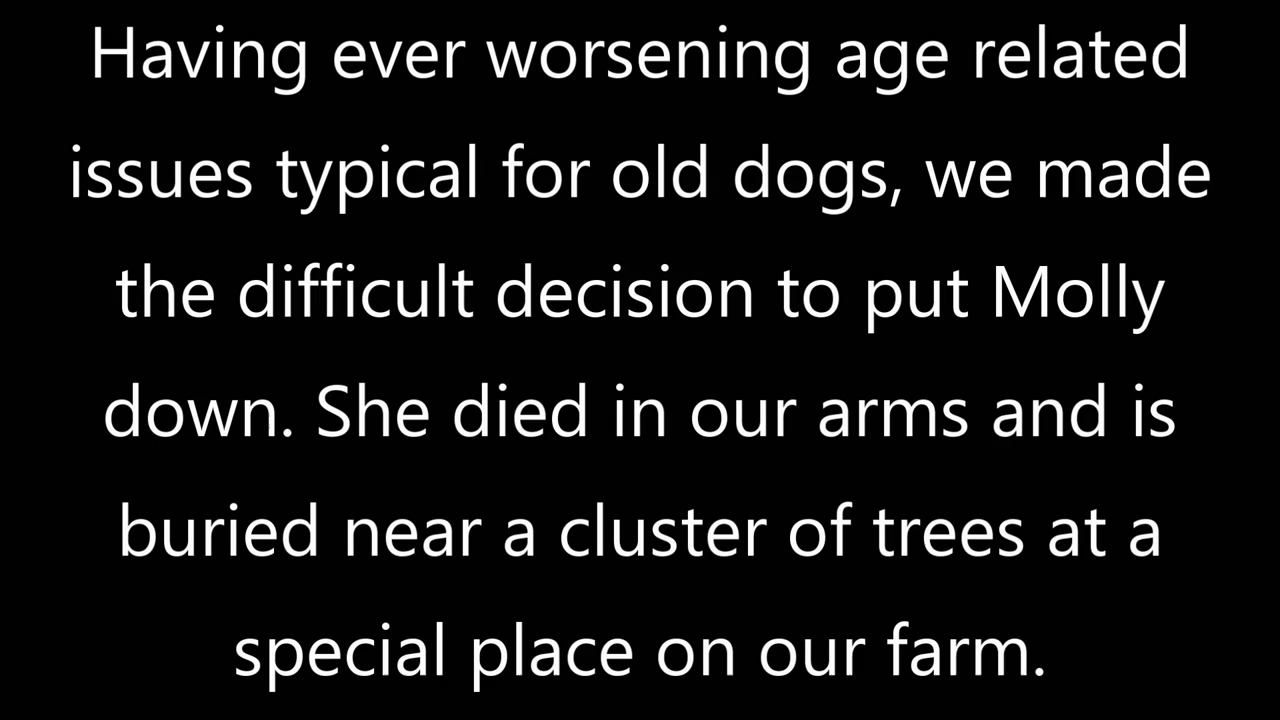 Having ever worsening age related
issues typical for old dogs, we made
the difficult decision to put Molly
down. She died in our arms and is
buried near a cluster of trees at a
special place on our farm.